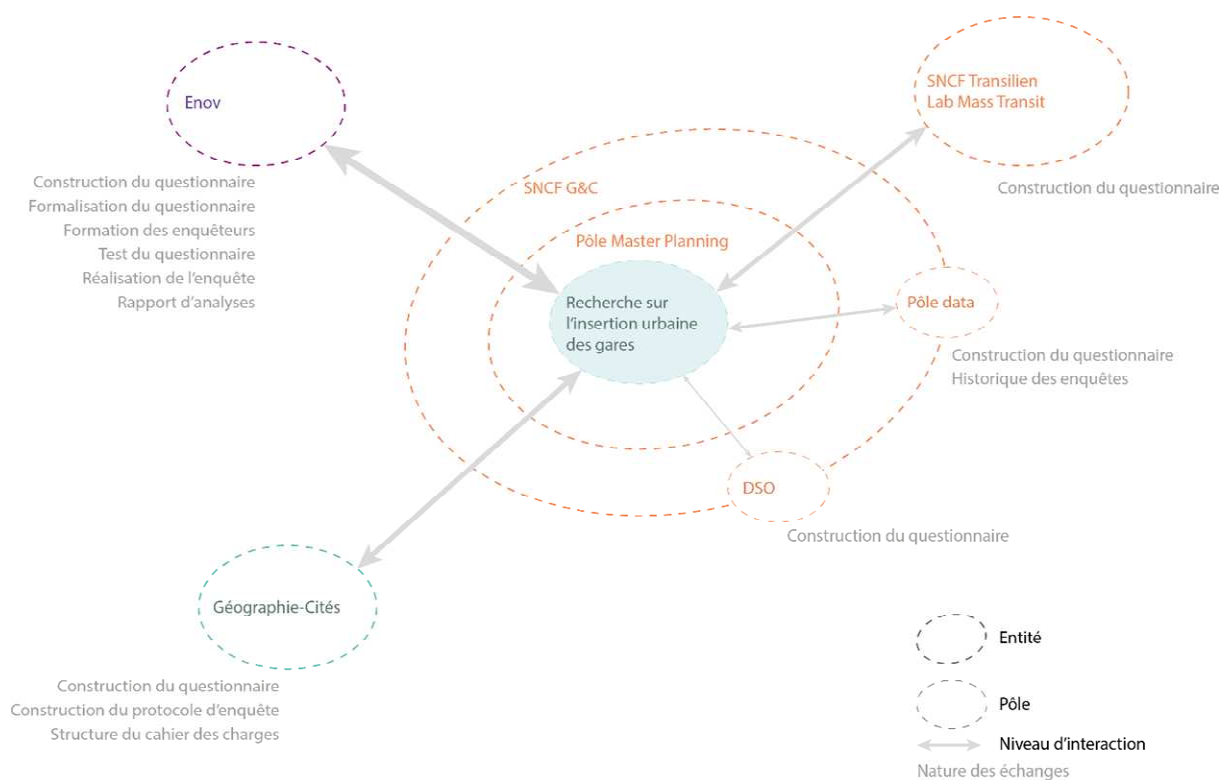 Enov
Construction du questionnaire
Formalisation du questionnaire
Formation des enquêteurs
Test du questionnaire
Réalisation de l'enquête
Rapport d'analyses
SNCF Transilien
Lab Mass Transit
Construction du questionnaire
SNCF G&C
Pôle Master Planning
Recherche sur
l'insertion urbaine
des gares
Pôle data
Construction du questionnaire
Historique des enquêtes
DSO
Construction du questionnaire
Géographie-Cités
Construction du questionnaire
Construction du protocole d'enquête
Structure du cahier des charges
Entité
Pôle
Niveau d'interaction
Nature des échanges